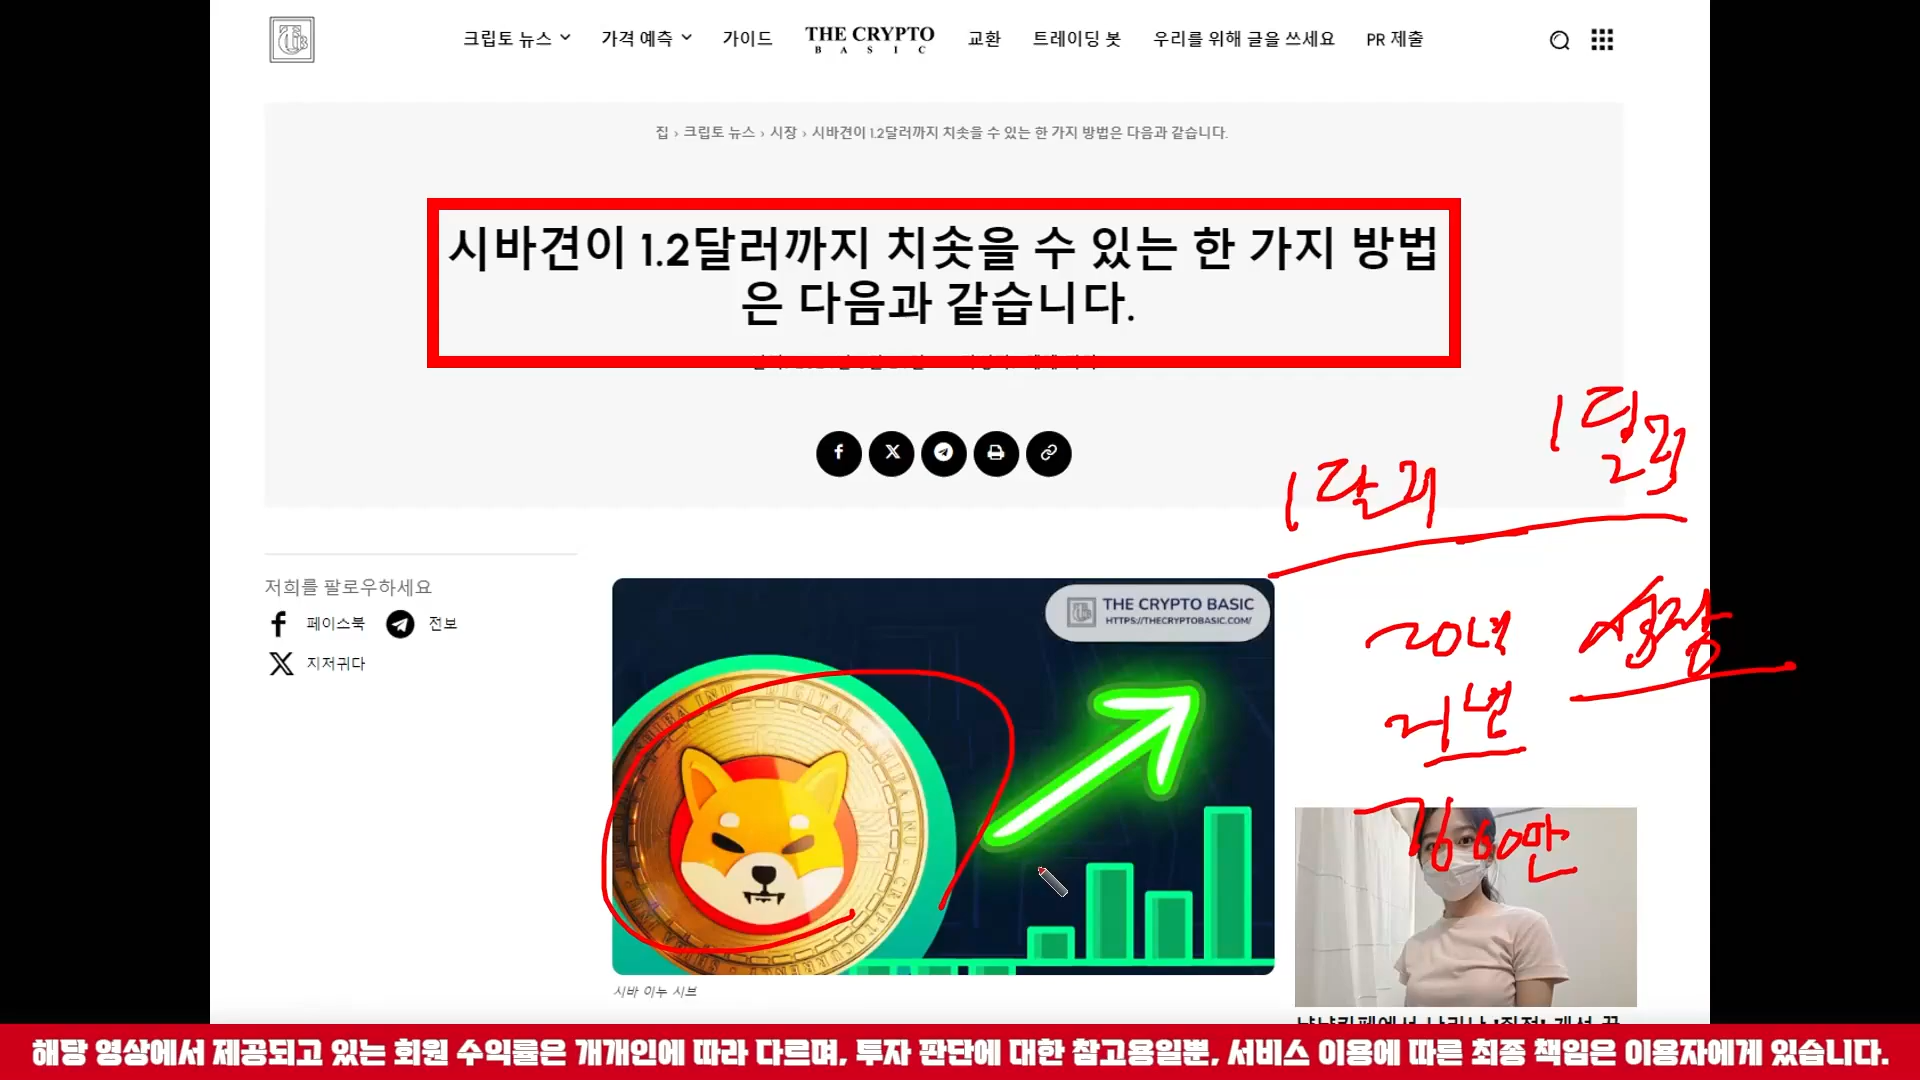 크립토 뉴스
가격 예측
가이드
THE CRYPTO
BASIC
교환
트레이딩 봇
우리를 위해 글을 쓰세요
PR 제출
집 › 크립토 뉴스 › 시장 › 시바견이 1.2달러까지 치솟을 수 있는 한 가지 방법은 다음과 같습니다.
시바견이 1.2달러까지 치솟을 수 있는 한 가지 방법
은 다음과 같습니다.
1달러
1달러
저희를 팔로우하세요
페이스북
전보
지저귀다
THE CRYPTO BASIC
HTTPS://THECRYPTOBASIC.COM/
20년
성장
21년
7660만
시바 이누 시브
해당 영상에서 제공되고 있는 회원 수익률은 개개인에 따라 다르며, 투자 판단에 대한 참고용일뿐, 서비스 이용에 따른 최종 책임은 이용자에게 있습니다.